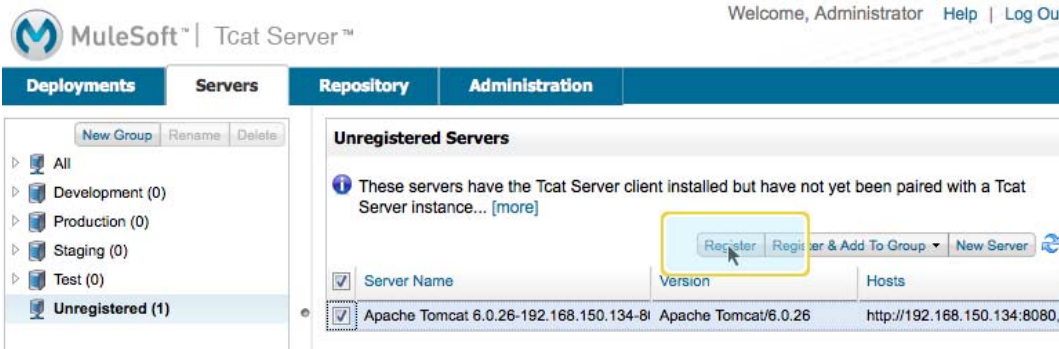 Welcome, Administrator Help | Log Ou
MuleSoft™ | Tcat Server™
Deployments Servers Repository Administration
New Group Rename Delete
All
Development (0)
Production (0)
Staging (0)
Test (0)
Unregistered (1)
Unregistered Servers
These servers have the Tcat Server client installed but have not yet been paired with a Tcat
Server instance... [more]
Register Register & Add To Group New Server
Server Name Version Hosts
Apache Tomcat 6.0.26-192.168.150.134-8 Apache Tomcat/6.0.26 http://192.168.150.134:8080,